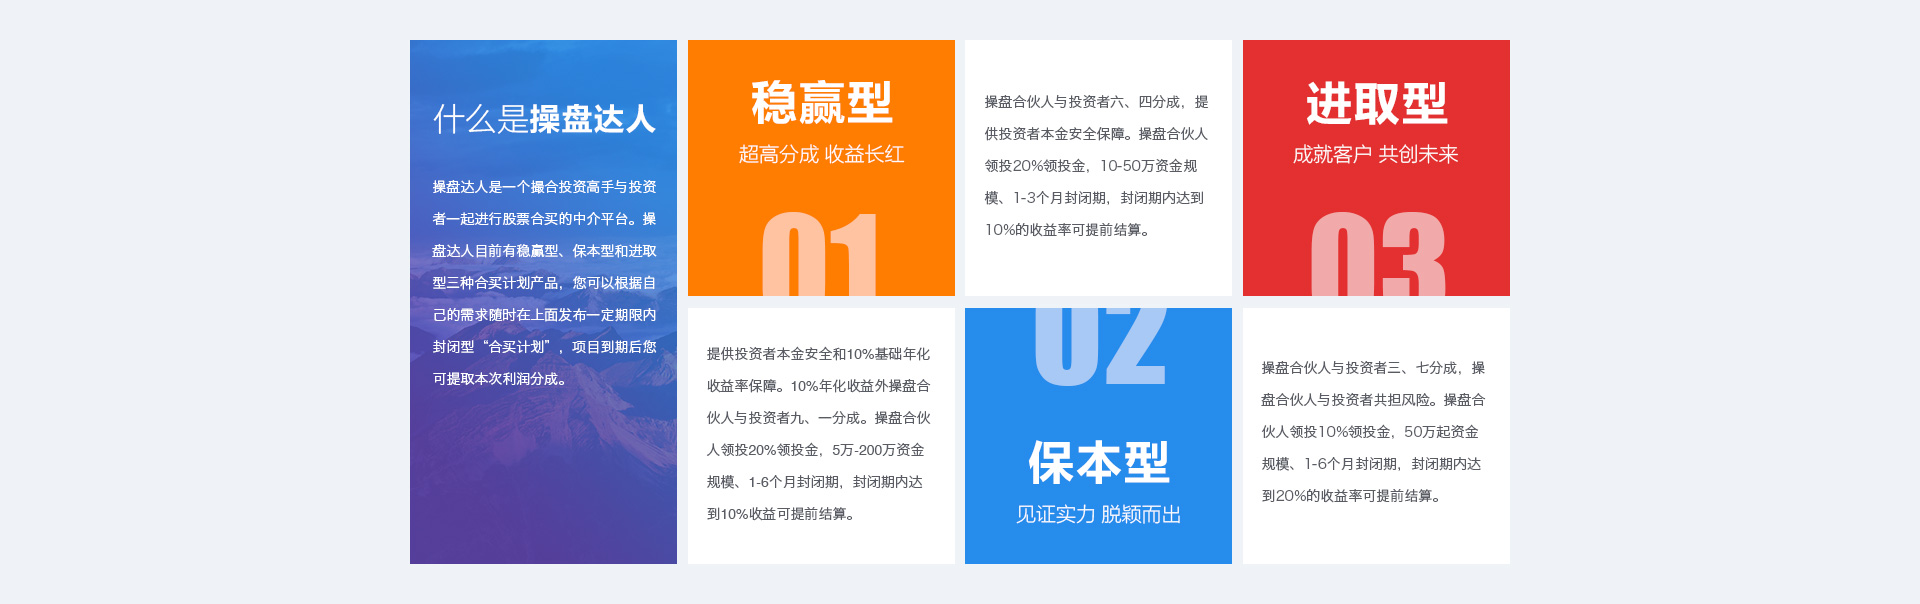 什么是操盘达人
操盘达人是一个撮合投资高手与投资
者一起进行股票合买的中介平台。操
盘达人目前有稳赢型、保本型和进取
型三种合买计划产品，您可以根据自
己的需求随时在上面发布一定期限内
封闭型“合买计划”，项目到期后您
可提取本次利润分成。
稳赢型
超高分成 收益长红
01
操盘合伙人与投资者六、四分成，提
供投资者本金安全保障。操盘合伙人
领投20%领投金，10-50万资金规
模、1-3个月封闭期，封闭期内达到
10%的收益率可提前结算。
进取型
成就客户 共创未来
03
提供投资者本金安全和10%基础年化
收益率保障。10%年化收益外操盘合
伙人与投资者九、一分成。操盘合伙
人领投20%领投金，5万-200万资金
规模、1-6个月封闭期，封闭期内达
到10%收益可提前结算。
02
保本型
见证实力 脱颖而出
操盘合伙人与投资者三、七分成，操
盘合伙人与投资者共担风险。操盘合
伙人领投10%领投金，50万起资金
规模、1-6个月封闭期，封闭期内达
到20%的收益率可提前结算。